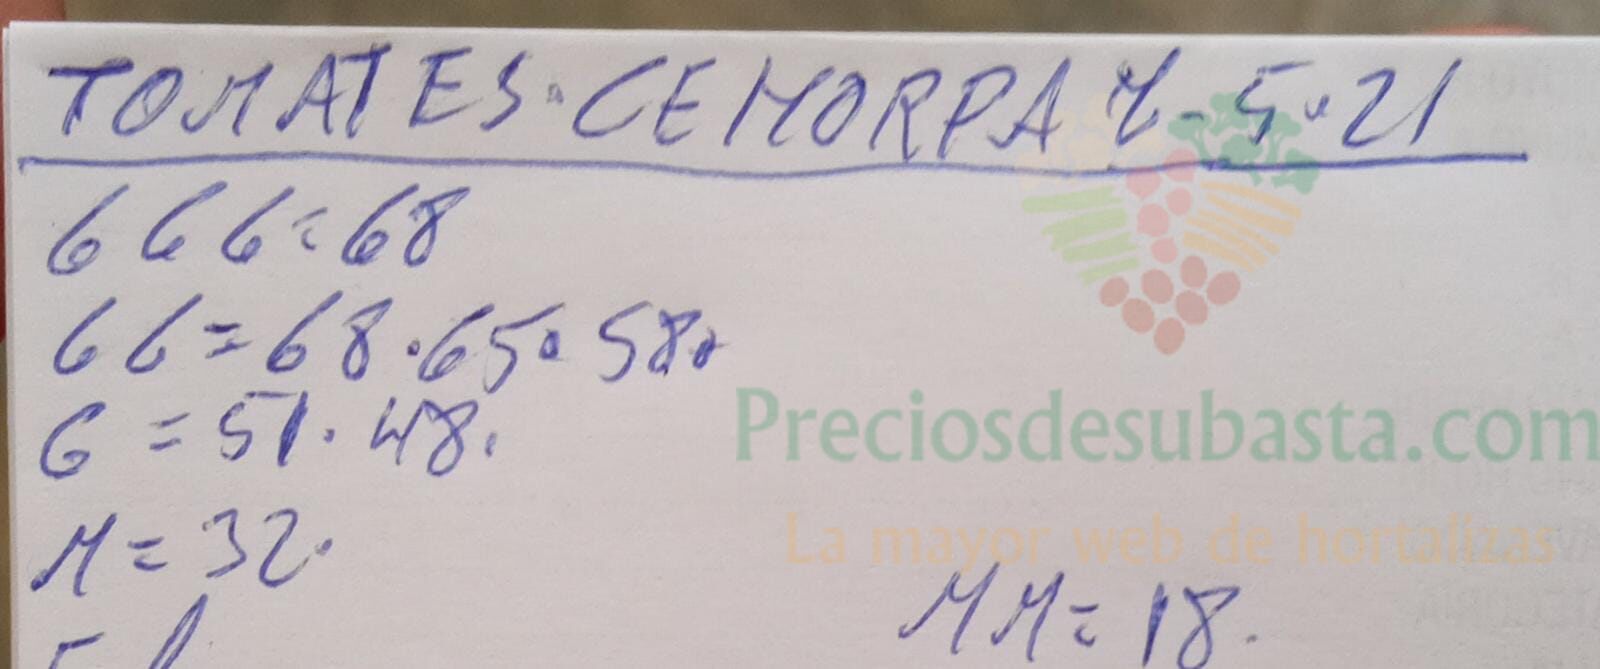 TOMATES. CEHORPA 7-5-21
GGG=68
GG=68.65.58.
G=51.48.
M=32.
MM=18.
Preciosdesubasta.com
La mayor web de hortalizas